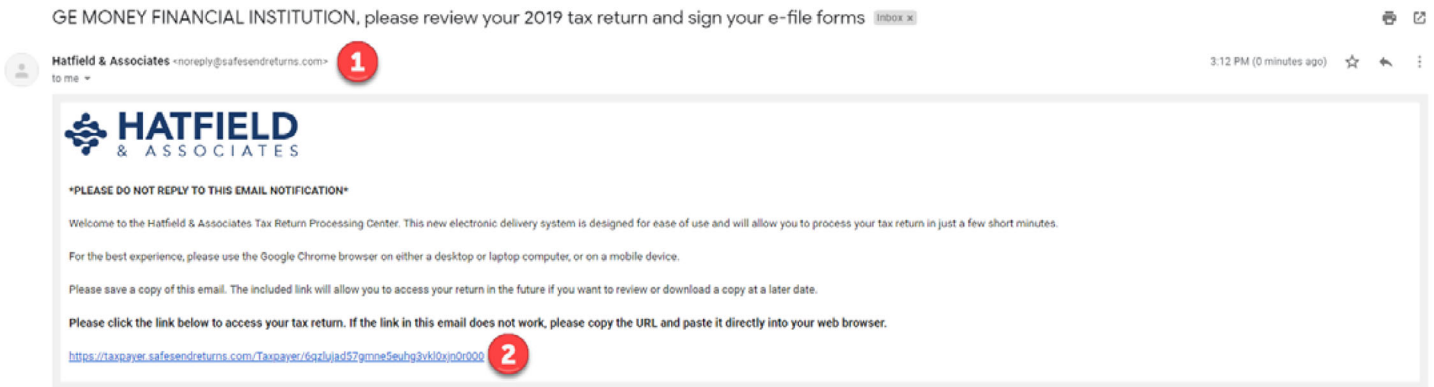 GE MONEY FINANCIAL INSTITUTION, please review your 2019 tax return and sign your e-file forms Inbox x
Hatfield & Associates <noreply@safesendreturns.com> 1 3:12 PM (0 minutes ago)
to me
HATFIELD
& ASSOCIATES
*PLEASE DO NOT REPLY TO THIS EMAIL NOTIFICATION*
Welcome to the Hatfield & Associates Tax Return Processing Center. This new electronic delivery system is designed for ease of use and will allow you to process your tax return in just a few short minutes.
For the best experience, please use the Google Chrome browser on either a desktop or laptop computer, or on a mobile device.
Please save a copy of this email. The included link will allow you to access your return in the future if you want to review or download a copy at a later date.
Please click the link below to access your tax return. If the link in this email does not work, please copy the URL and paste it directly into your web browser.
https://taxpayer.safesendreturns.com/Taxpayer/6qzlujad57gmne5euhg3vkl0xjn0r000 2